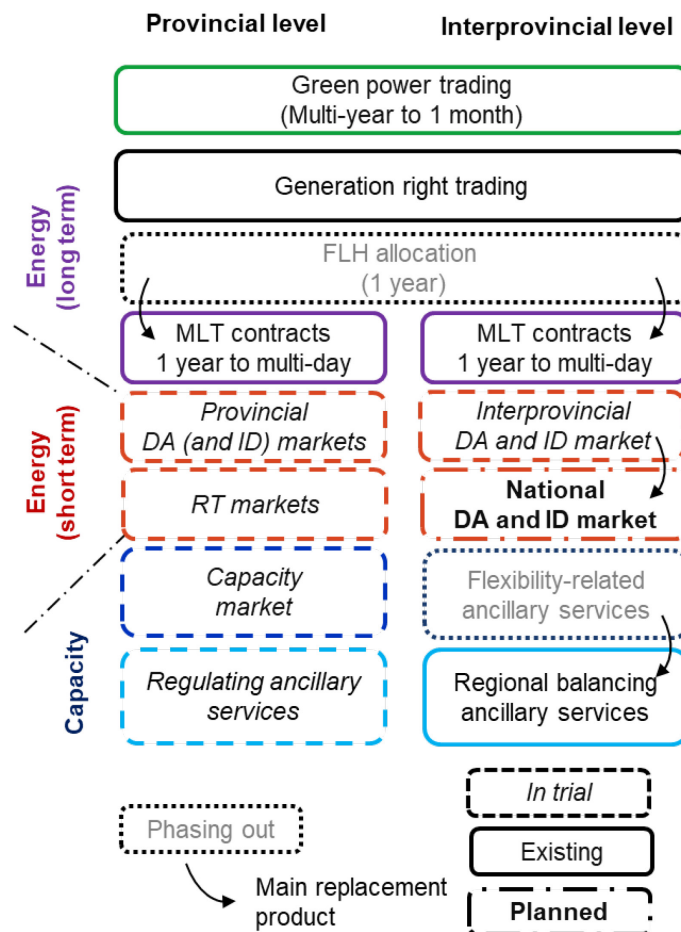 Provincial level
Interprovincial level
Green power trading
(Multi-year to 1 month)
Generation right trading
Energy
(long term)
FLH allocation
(1 year)
MLT contracts
1 year to multi-day
MLT contracts
1 year to multi-day
Energy
(short term)
Provincial
DA (and ID) markets
Interprovincial
DA and ID market
RT markets
National
DA and ID market
Capacity
Capacity
market
Flexibility-related
ancillary services
Regulating ancillary
services
Regional balancing
ancillary services
Phasing out
Main replacement
product
In trial
Existing
Planned